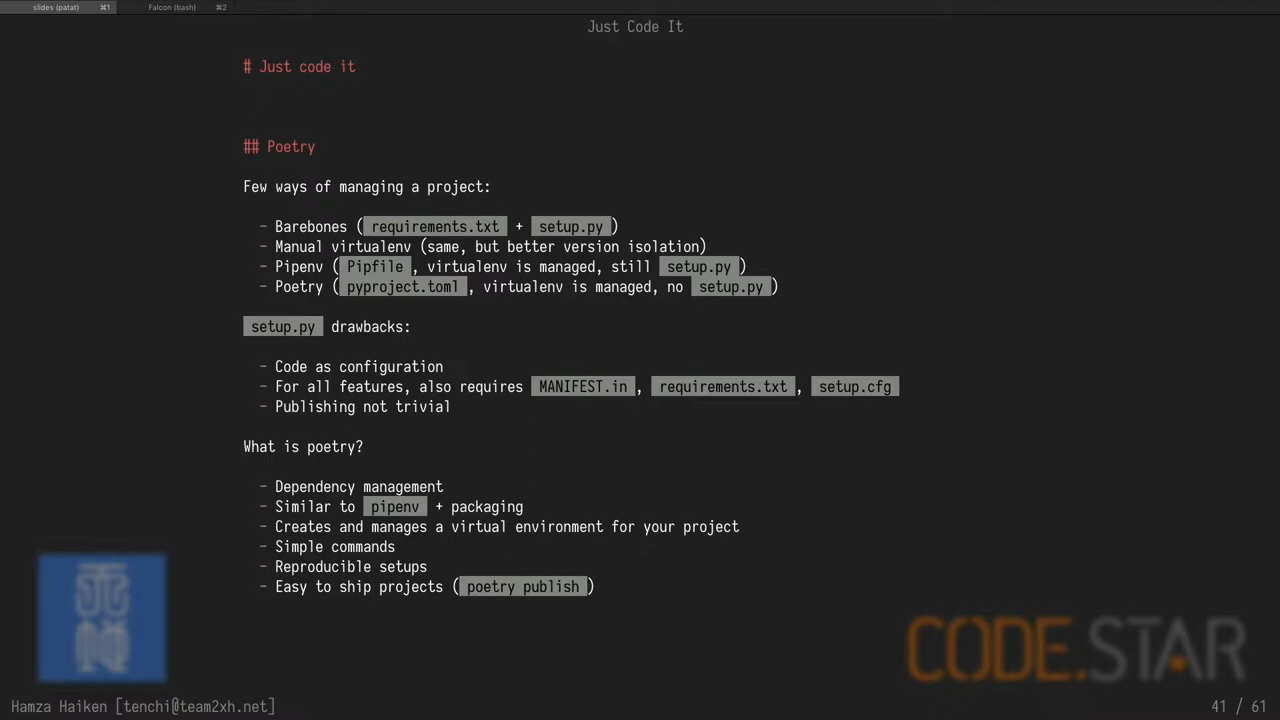 slides (patat) ⌘1 Falcon (bash) ⌘2
Just Code It
# Just code it
## Poetry
Few ways of managing a project:
- Barebones ( requirements.txt + setup.py )
- Manual virtualenv (same, but better version isolation)
- Pipenv ( Pipfile , virtualenv is managed, still setup.py )
- Poetry ( pyproject.toml , virtualenv is managed, no setup.py )
setup.py drawbacks:
- Code as configuration
- For all features, also requires MANIFEST.in , requirements.txt , setup.cfg
- Publishing not trivial
What is poetry?
- Dependency management
- Similar to pipenv + packaging
- Creates and manages a virtual environment for your project
- Simple commands
- Reproducible setups
- Easy to ship projects ( poetry publish )
CODE.STAR
Hamza Haiken [tenchi@team2xh.net] 41 / 61